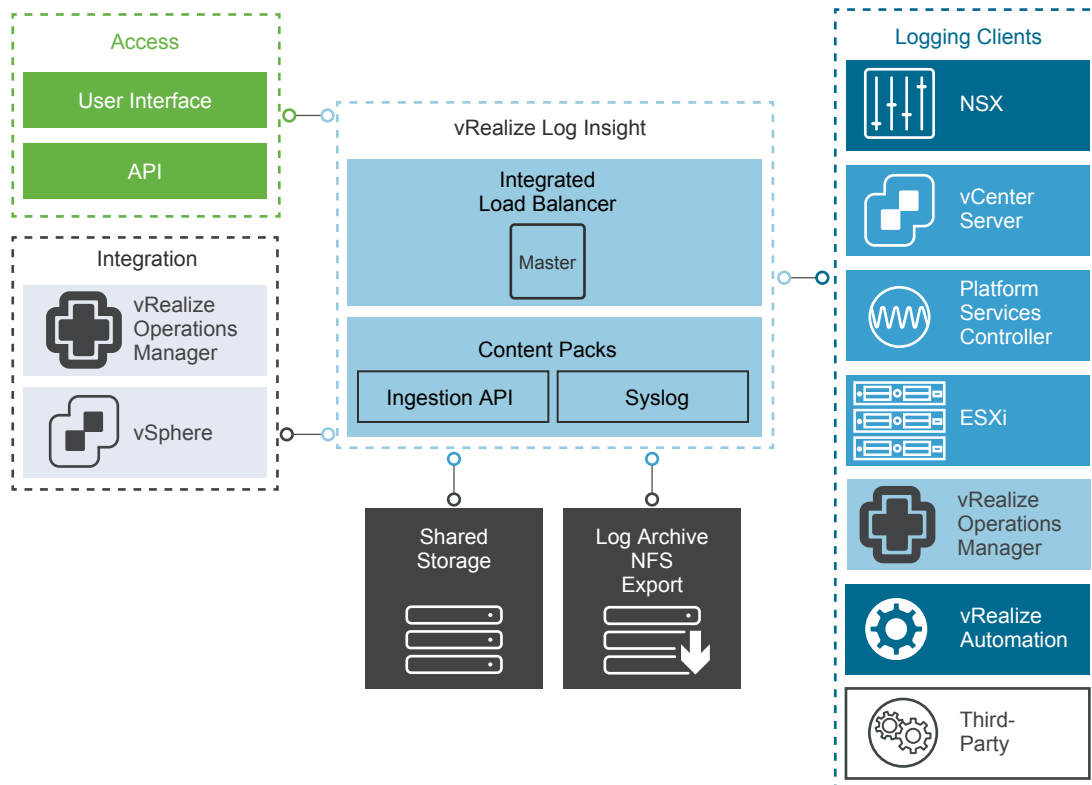 Access
User Interface
API
Integration
vRealize
Operations
Manager
vSphere
vRealize Log Insight
Integrated
Load Balancer
Master
Content Packs
Ingestion API
Syslog
Shared
Storage
Log Archive
NFS
Export
Logging Clients
NSX
vCenter
Server
Platform
Services
Controller
ESXi
vRealize
Operations
Manager
vRealize
Automation
Third-
Party